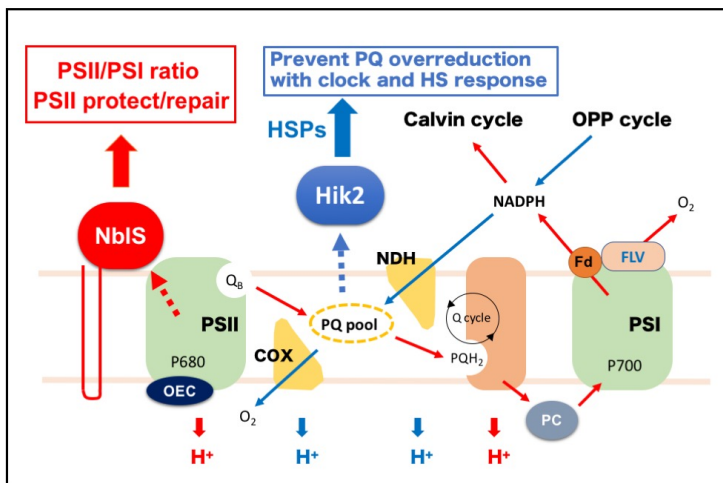 PSII/PSI ratio
PSII protect/repair
Prevent PQ overreduction
with clock and HS response
HSPs
Calvin cycle
OPP cycle
Hik2
NADPH
O₂
NblS
NDH
Fd
FLV
Q_B
PSII
PQ pool
Q cycle
PSI
COX
P680
PQH₂
P700
OEC
O₂
PC
H⁺
H⁺
H⁺
H⁺